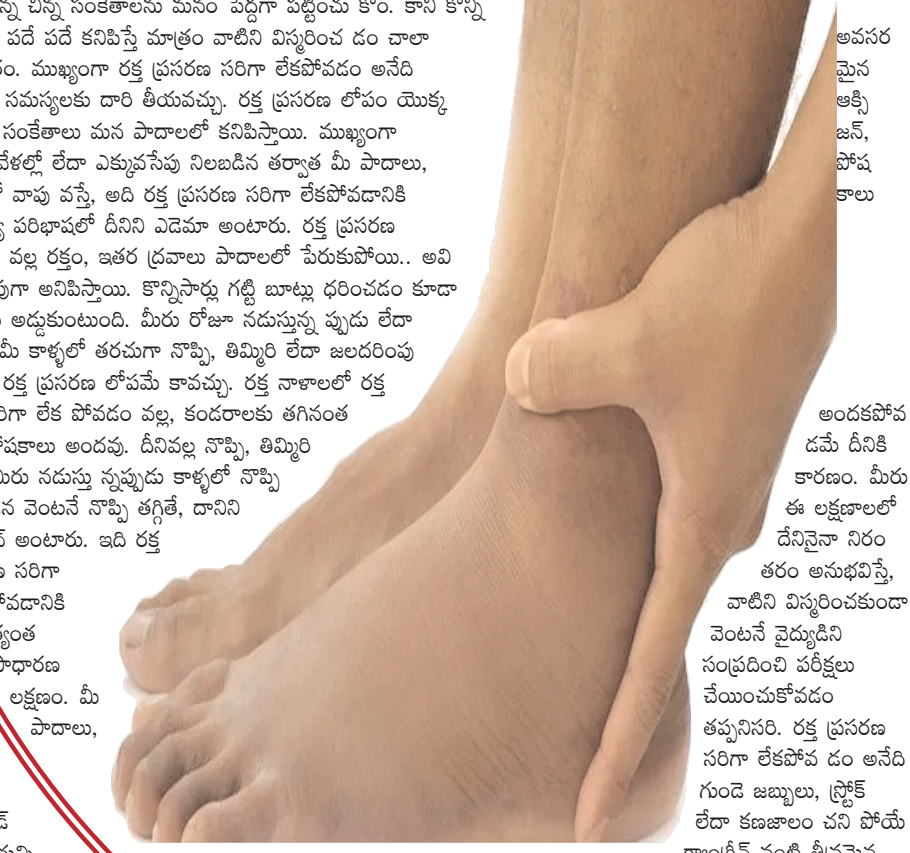 చిన్న సంకేతాలను మనం పెద్దగా పట్టించు కోం. కానీ కొన్ని
పదే పదే కనిపిస్తే మాత్రం వాటిని విస్మరించ డం చాలా
ముఖ్యంగా రక్త ప్రసరణ సరిగా లేకపోవడం అనేది
సమస్యలకు దారి తీయవచ్చు. రక్త ప్రసరణ లోపం యొక్క
సంకేతాలు మన పాదాలలో కనిపిస్తాయి. ముఖ్యంగా
లేదా ఎక్కువసేపు నిలబడిన తర్వాత మీ పాదాలు,
వాపు వస్తే, అది రక్త ప్రసరణ సరిగా లేకపోవడానికి
పరిభాషలో దీనిని ఎడెమా అంటారు. రక్త ప్రసరణ
వల్ల రక్తం, ఇతర ద్రవాలు పాదాలలో పేరుకుపోయి.. అవి
అనిపిస్తాయి. కొన్నిసార్లు గట్టి బూట్లు ధరించడం కూడా
అడ్డుకుంటుంది. మీరు రోజూ నడుస్తున్న ప్పుడు లేదా
మీ కాళ్ళలో తరచుగా నొప్పి, తిమ్మిరి లేదా జలదరింపు
రక్త ప్రసరణ లోపమే కావచ్చు. రక్త నాళాలలో రక్త
లేక పోవడం వల్ల, కండరాలకు తగినంత
అందవు. దీనివల్ల నొప్పి, తిమ్మిరి
నడుస్తు న్నప్పుడు కాళ్ళలో నొప్పి
వెంటనే నొప్పి తగ్గితే, దానిని
అంటారు. ఇది రక్త
సరిగా
లక్షణం. మీ
పాదాలు,
అవసర
మైన
ఆక్సి
జన్,
పోష
కాలు
అందకపోవ
డమే దీనికి
కారణం. మీరు
ఈ లక్షణాలలో
దేనినైనా నిరం
తరం అనుభవిస్తే,
వాటిని విస్మరించకుండా
వెంటనే వైద్యుడిని
సంప్రదించి పరీక్షలు
చేయించుకోవడం
తప్పనిసరి. రక్త ప్రసరణ
సరిగా లేకపోవ డం అనేది
గుండె జబ్బులు, స్ట్రోక్
లేదా కణజాలం చని పోయే